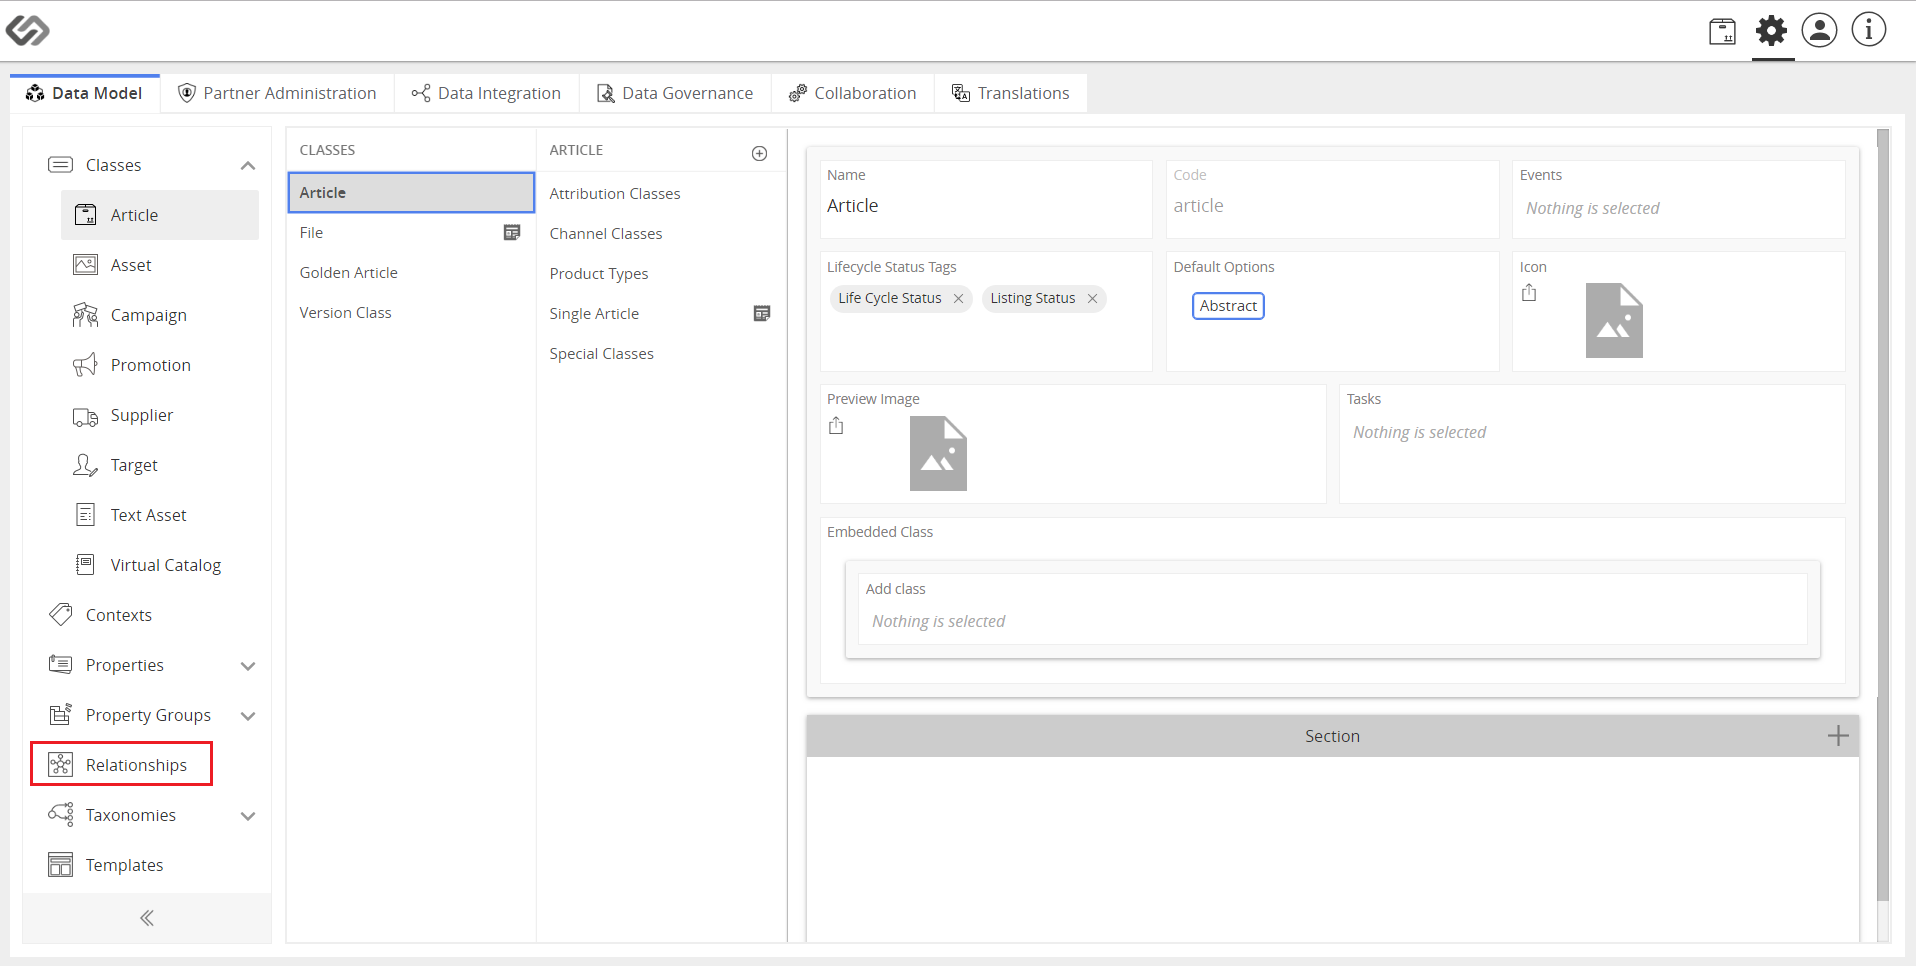 Data Model
Partner Administration
Data Integration
Data Governance
Collaboration
Translations
Classes
Article
Asset
Campaign
Promotion
Supplier
Target
Text Asset
Virtual Catalog
Contexts
Properties
Property Groups
Relationships
Taxonomies
Templates
CLASSES
Article
File
Golden Article
Version Class
ARTICLE
Attribution Classes
Channel Classes
Product Types
Single Article
Special Classes
Name
Article
Code
article
Events
Nothing is selected
Lifecycle Status Tags
Life Cycle Status
Listing Status
Default Options
Abstract
Icon
Preview Image
Tasks
Nothing is selected
Embedded Class
Add class
Nothing is selected
Section